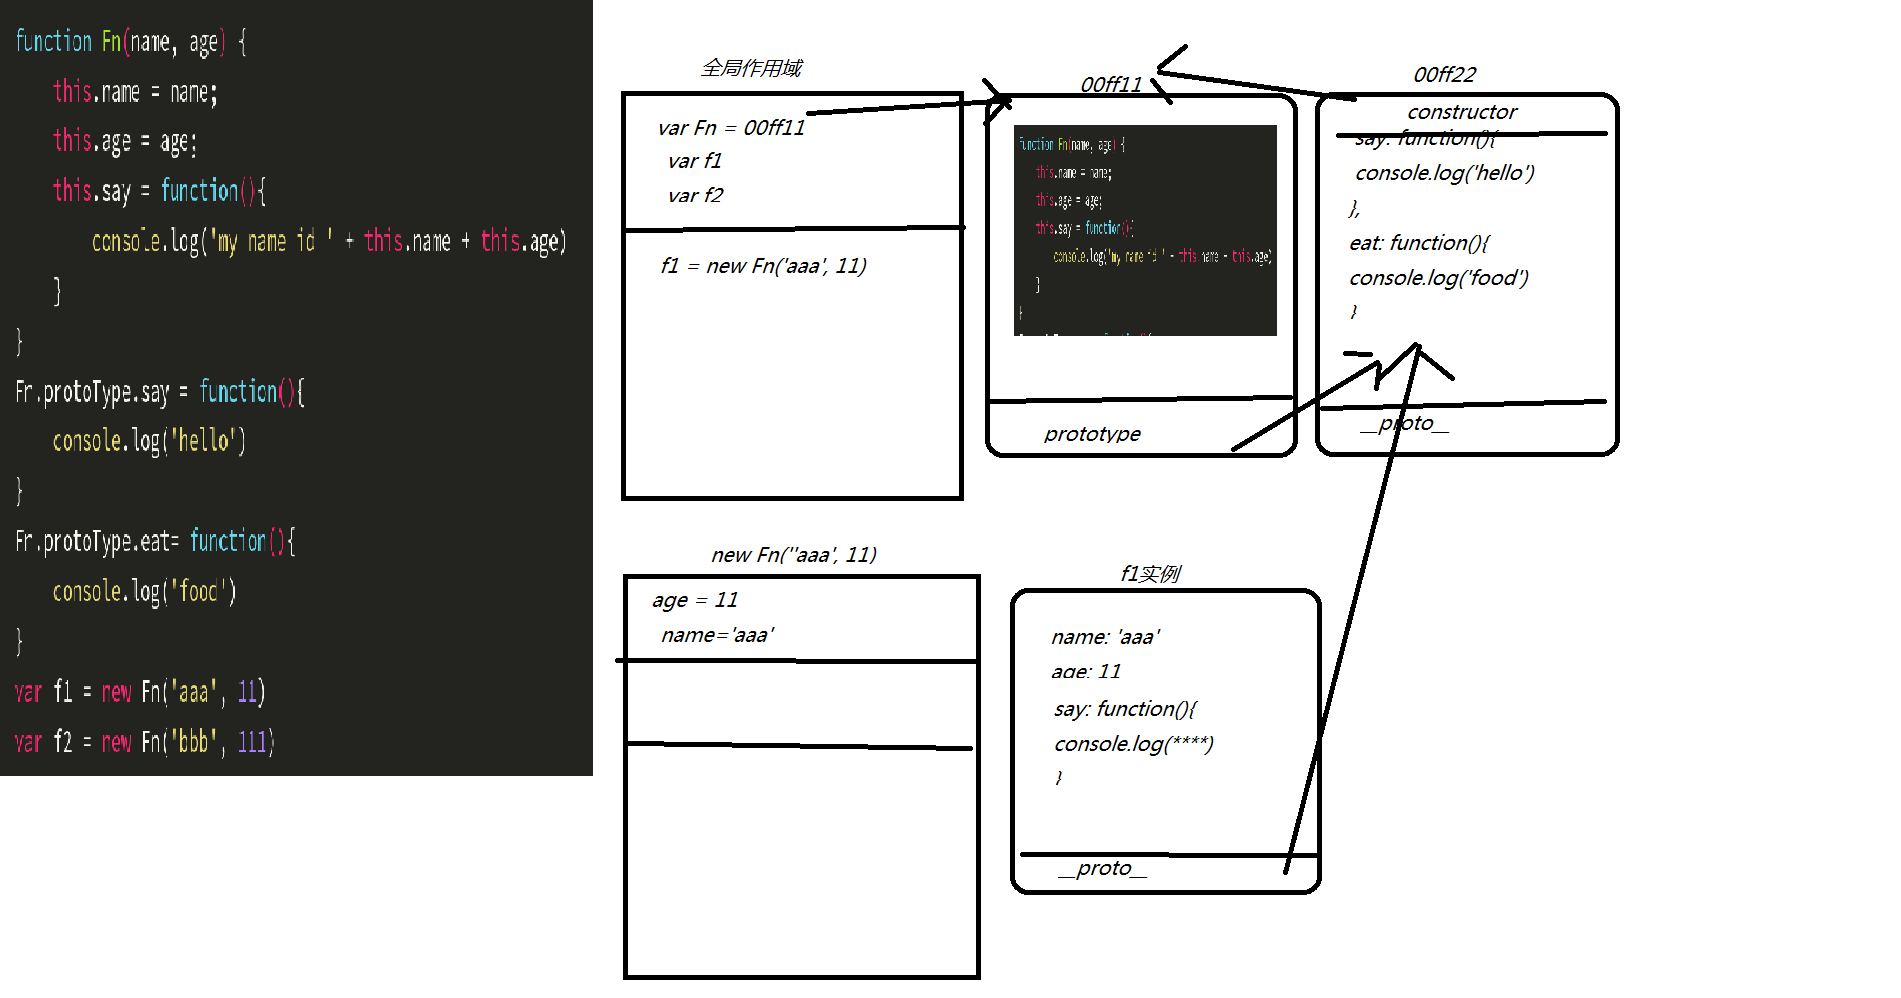 function Fn(name, age) {
this.name = name;
this.age = age;
this.say = function(){
console.log('my name id ' + this.name + this.age)
}
}
Fr.protoType.say = function(){
console.log('hello')
}
Fr.protoType.eat= function(){
console.log('food')
}
var f1 = new Fn('aaa', 11)
var f2 = new Fn('bbb', 111)
全局作用域
var Fn = 00ff11
var f1
var f2
f1 = new Fn('aaa', 11)
00ff11
function Fn(name, age) {
this.name = name;
this.age = age;
this.say = function(){
console.log('my name id ' + this.name + this.age)
}
}
prototype
00ff22
constructor
say: function(){
console.log('hello')
},
eat: function(){
console.log('food')
}
__proto__
new Fn(''aaa', 11)
age = 11
name='aaa'
f1实例
name: 'aaa'
age: 11
say: function(){
console.log(****)
}
__proto__